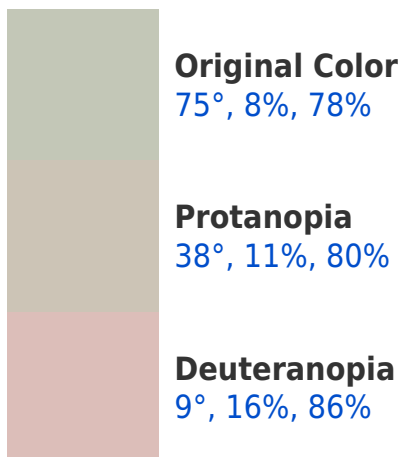 Original Color
75°, 8%, 78%
Protanopia
38°, 11%, 80%
Deuteranopia
9°, 16%, 86%